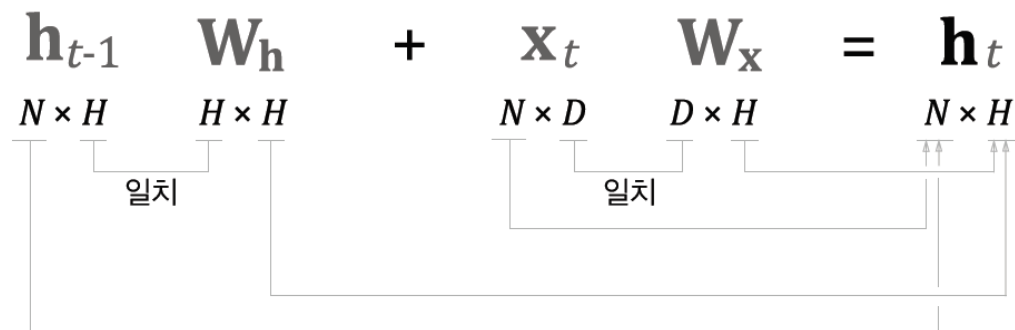 h_{t-1} W_h + x_t W_x = h_t
N × H H × H N × D D × H N × H
일치 일치